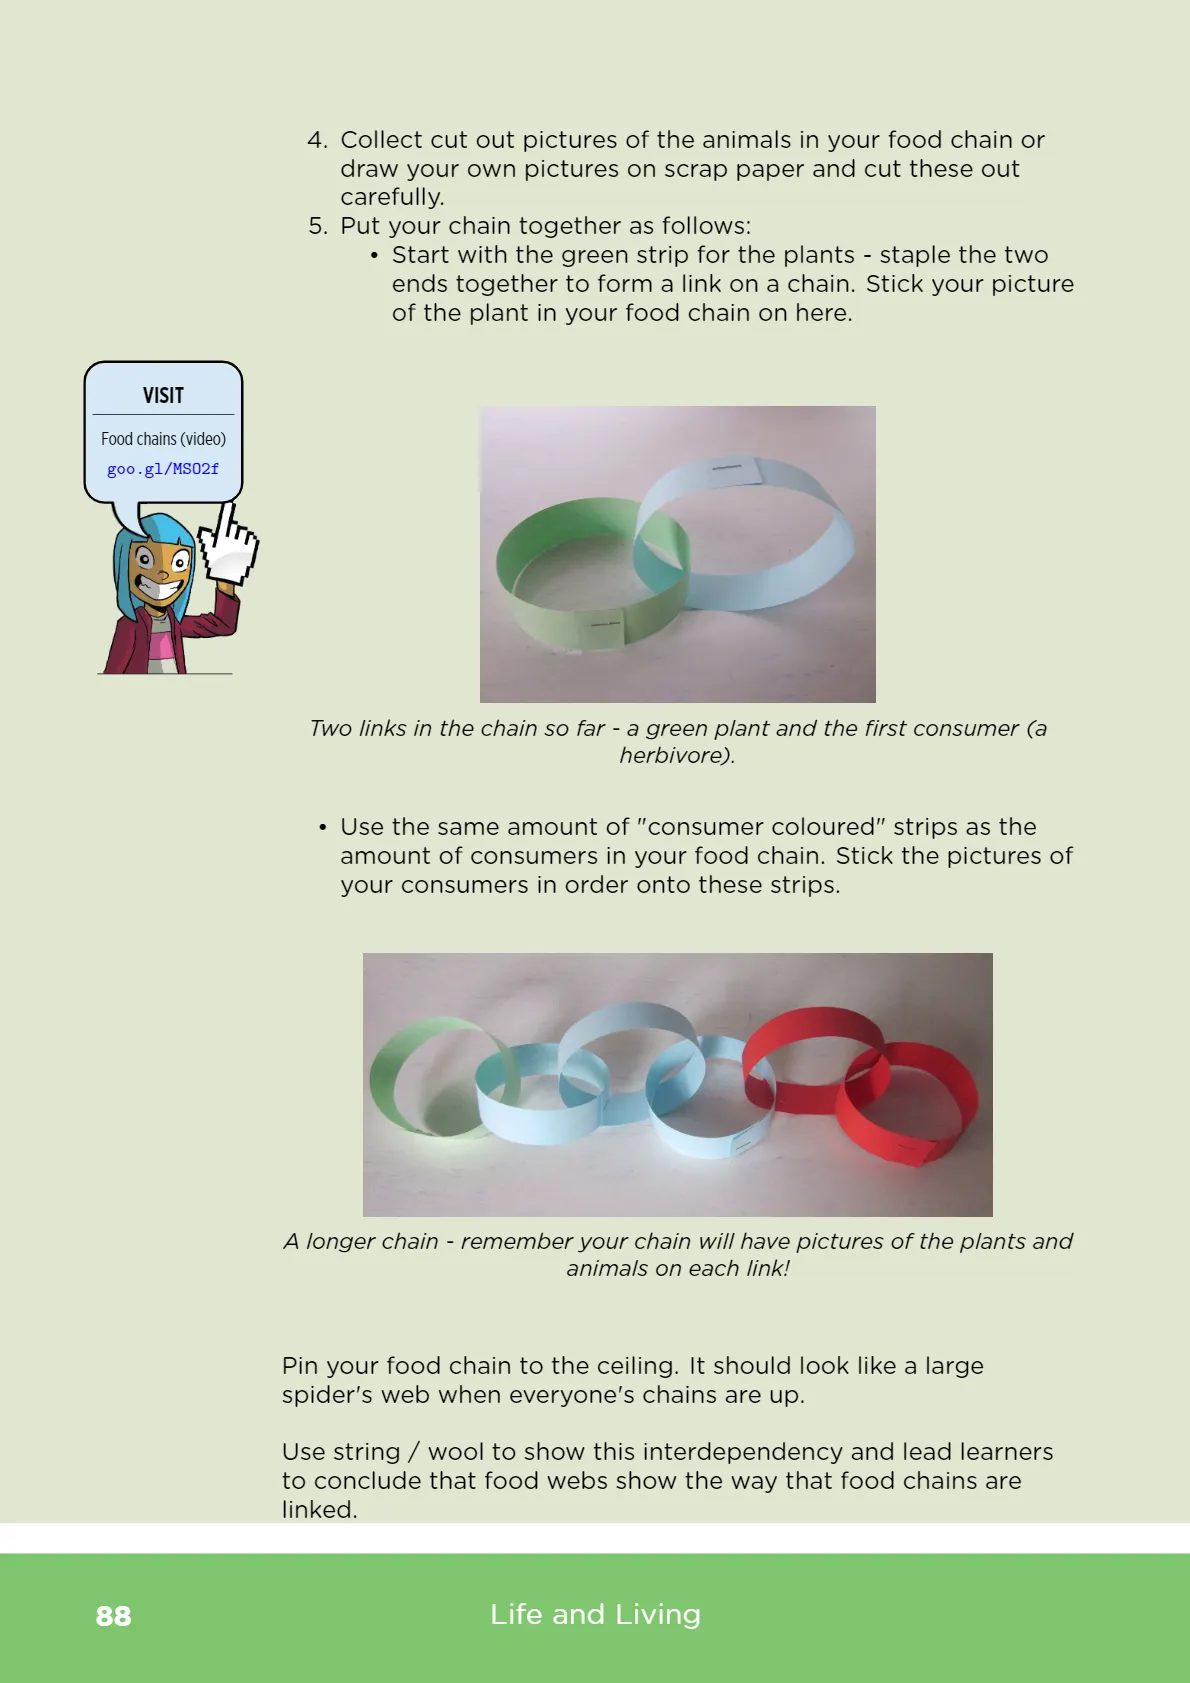 4. Collect cut out pictures of the animals in your food chain or
draw your own pictures on scrap paper and cut these out
carefully.
5. Put your chain together as follows:
• Start with the green strip for the plants - staple the two
ends together to form a link on a chain. Stick your picture
of the plant in your food chain on here.
VISIT
Food chains (video)
goo.gl/MSO2f
Two links in the chain so far - a green plant and the first consumer (a
herbivore).
• Use the same amount of "consumer coloured" strips as the
amount of consumers in your food chain. Stick the pictures of
your consumers in order onto these strips.
A longer chain - remember your chain will have pictures of the plants and
animals on each link!
Pin your food chain to the ceiling. It should look like a large
spider's web when everyone's chains are up.
Use string / wool to show this interdependency and lead learners
to conclude that food webs show the way that food chains are
linked.
88
Life and Living